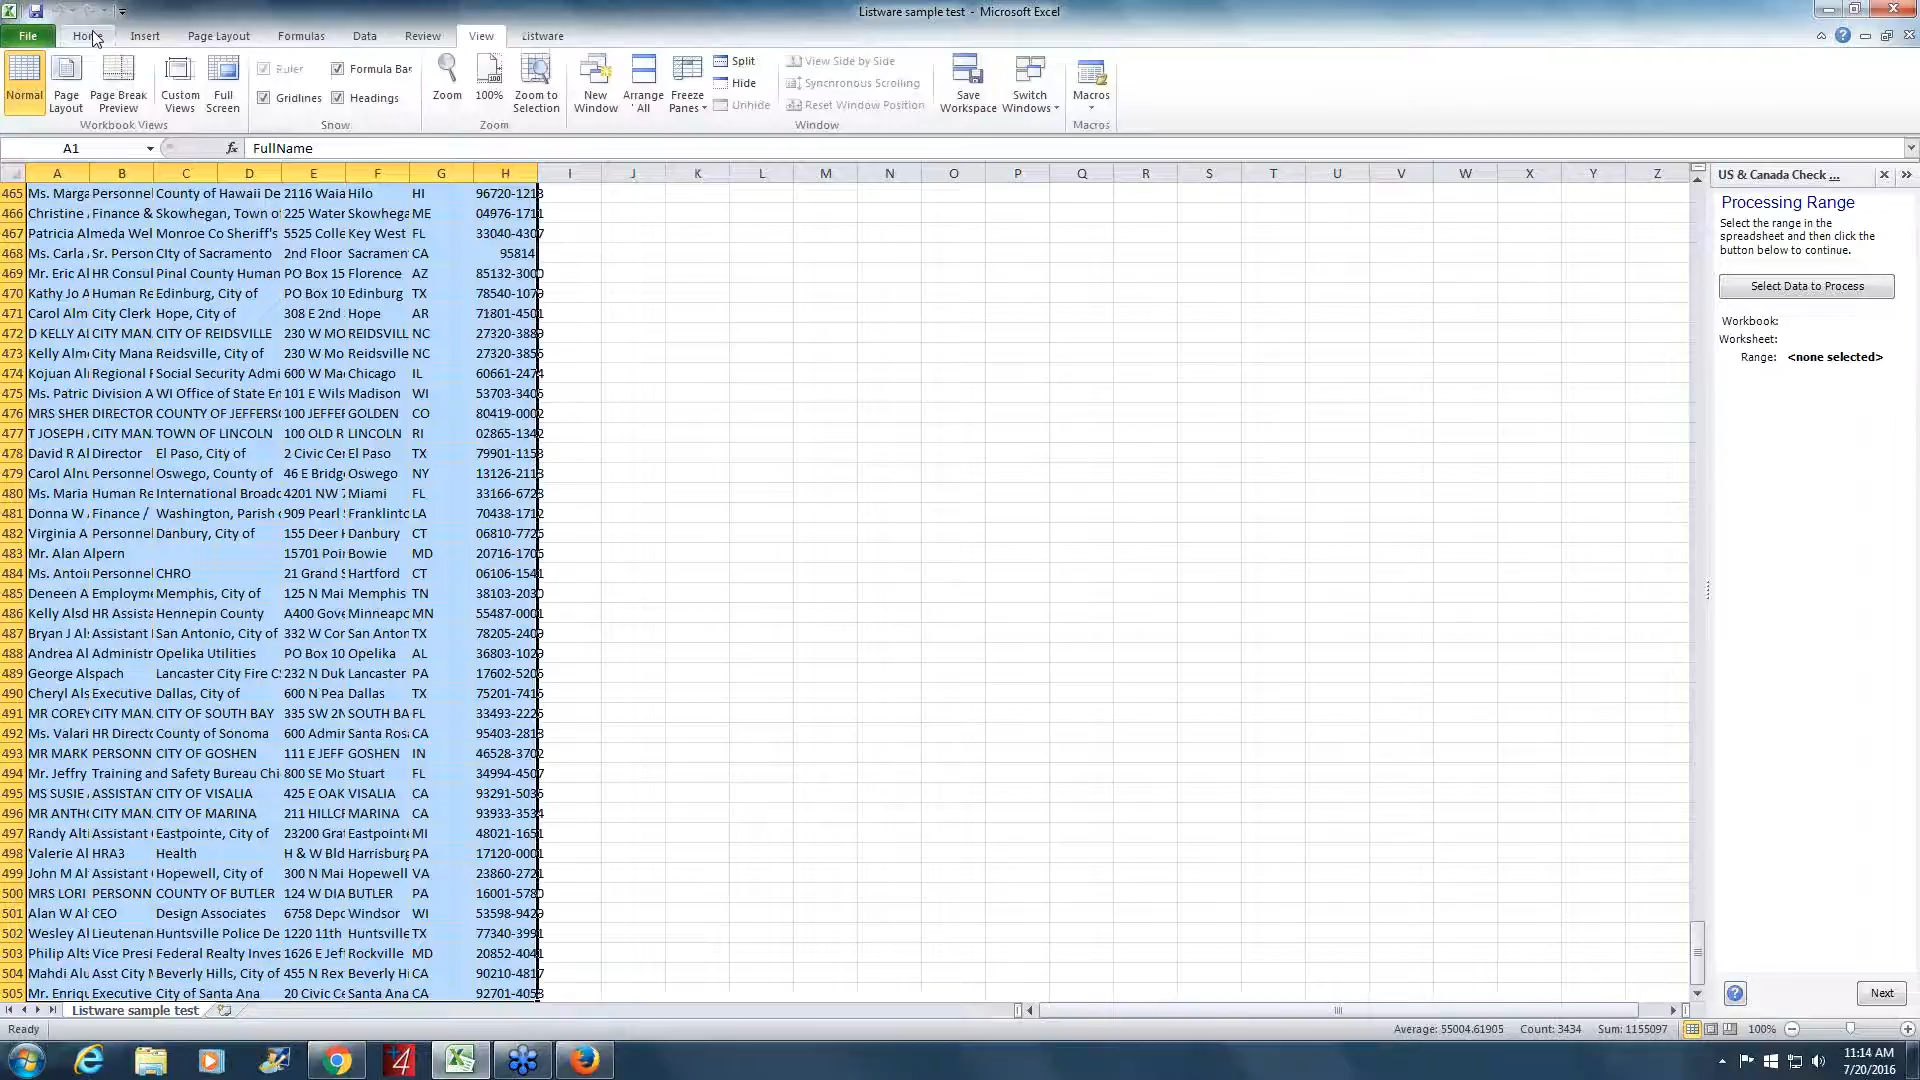 Listware sample test - Microsoft Excel
File Home Insert Page Layout Formulas Data Review View Listware
Normal Page Layout Page Break Preview Custom Views Full Screen
Workbook Views
Ruler Formula Bar
Gridlines Headings
Show
Zoom 100% Zoom to Selection
Zoom
New Window Arrange All Freeze Panes
Split
Hide
Unhide
View Side by Side
Synchronous Scrolling
Reset Window Position
Window
Save Workspace Switch Windows
Macros
Macros
A1 fx FullName
A B C D E F G H I J K L M N O P Q R S T U V W X Y Z
465 Ms. Marga Personnel County of Hawaii De 2116 Waia Hilo HI 96720-1213
466 Christine Finance & Skowhegan, Town o 225 Water Skowhega ME 04976-1711
467 Patricia Almeda Wel Monroe Co Sheriff's 5525 Colle Key West FL 33040-4307
468 Ms. Carla Sr. Person City of Sacramento 2nd Floor Sacramen CA 95814
469 Mr. Eric Al HR Consul Pinal County Human PO Box 15 Florence AZ 85132-3000
470 Kathy Jo A Human Re Edinburg, City of PO Box 10 Edinburg TX 78540-1079
471 Carol Alm City Clerk Hope, City of 308 E 2nd Hope AR 71801-4501
472 D KELLY Al CITY MAN CITY OF REIDSVILLE 230 W MO REIDSVILL NC 27320-3889
473 Kelly Alm City Mana Reidsville, City of 230 W Mo Reidsville NC 27320-3855
474 Kojuan Al Regional Social Security Admi 600 W Ma Chicago IL 60661-2474
475 Ms. Patric Division A WI Office of State En 101 E Wils Madison WI 53703-3405
476 MRS SHER DIRECTOR COUNTY OF JEFFERS 100 JEFFE GOLDEN CO 80419-0002
477 T JOSEPH CITY MAN TOWN OF LINCOLN 100 OLD R LINCOLN RI 02865-1342
478 David R Al Director El Paso, City of 2 Civic Cer El Paso TX 79901-1153
479 Carol Aln Personnel Oswego, County of 46 E Bridg Oswego NY 13126-2113
480 Ms. Maria Human Re International Broadc 4201 NW Miami FL 33166-6723
481 Donna W Finance / Washington, Parish 909 Pearl Franklinto LA 70438-1712
482 Virginia A Personnel Danbury, City of 155 Deer Danbury CT 06810-7726
483 Mr. Alan Alpern 15701 Poi Bowie MD 20716-1705
484 Ms. Antoi Personnel CHRO 21 Grand Hartford CT 06106-1541
485 Deneen A Employme Memphis, City of 125 N Mai Memphis TN 38103-2030
486 Kelly Alsd HR Assista Hennepin County A400 Gove Minneapo MN 55487-0001
487 Bryan J Al Assistant San Antonio, City of 332 W Cor San Anton TX 78205-2409
488 Andrea Al Administr Opelika Utilities PO Box 10 Opelika AL 36803-1029
489 George Alspach Lancaster City Fire C 232 N Duk Lancaster PA 17602-5205
490 Cheryl Als Executive Dallas, City of 600 N Pea Dallas TX 75201-7415
491 MR COREY CITY MAN CITY OF SOUTH BAY 335 SW 2N SOUTH BA FL 33493-2225
492 Ms. Valari HR Directo County of Sonoma 600 Admir Santa Ros CA 95403-2813
493 MR MARK PERSONN CITY OF GOSHEN 111 E JEFF GOSHEN IN 46528-3702
494 Mr. Jeffry Training and Safety Bureau Chi 800 SE Mo Stuart FL 34994-4507
495 MS SUSIE ASSISTAN CITY OF VISALIA 425 E OAK VISALIA CA 93291-5035
496 MR ANTH CITY MAN CITY OF MARINA 211 HILLC MARINA CA 93933-3534
497 Randy Alt Assistant Eastpointe, City of 23200 Gra Eastpointe MI 48021-1651
498 Valerie Al HRA3 Health H & W Bld Harrisburg PA 17120-0001
499 John M Al Assistant Hopewell, City of 300 N Mai Hopewell VA 23860-2721
500 MRS LORI PERSONN COUNTY OF BUTLER 124 W DIA BUTLER PA 16001-5780
501 Alan W Al CEO Design Associates 6758 Depo Windsor WI 53598-9429
502 Wesley Al Lieutenan Huntsville Police De 1220 11th Huntsville TX 77340-3991
503 Philip Alts Vice Presi Federal Realty Inves 1626 E Jef Rockville MD 20852-4041
504 Mahdi Alu Asst City M Beverly Hills, City of 455 N Rex Beverly Hi CA 90210-4817
505 Mr. Enriqu Executive City of Santa Ana 20 Civic Ce Santa Ana CA 92701-4058
US & Canada Check ...
Processing Range
Select the range in the
spreadsheet and then click the
button below to continue.
Select Data to Process
Workbook:
Worksheet:
Range: <none selected>
Next
Listware sample test
Ready Average: 55004.61905 Count: 3434 Sum: 1155097 100%
11:14 AM
7/20/2016